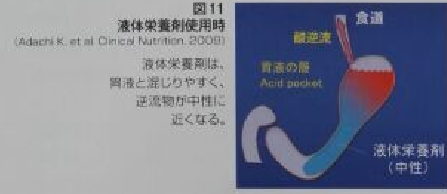 図11
液体栄養剤使用時
(Adachi K. et al. Clinical Nutrition, 2009)
液体栄養剤は、
胃液と混じりやすく、
逆流物が中性に
近くなる。
食道
酸逆流
胃液の層
Acid pocket
液体栄養剤
(中性)